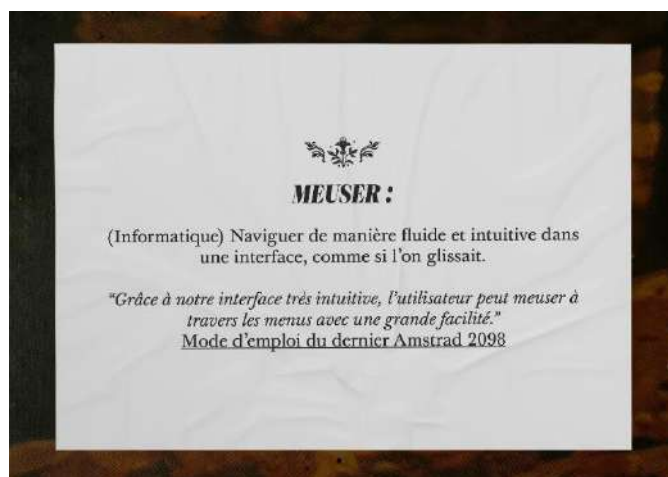 MEUSER :
(Informatique) Naviguer de manière fluide et intuitive dans
une interface, comme si l'on glissait.
"Grâce à notre interface très intuitive, l'utilisateur peut meuser à
travers les menus avec une grande facilité."
Mode d'emploi du dernier Amstrad 2098